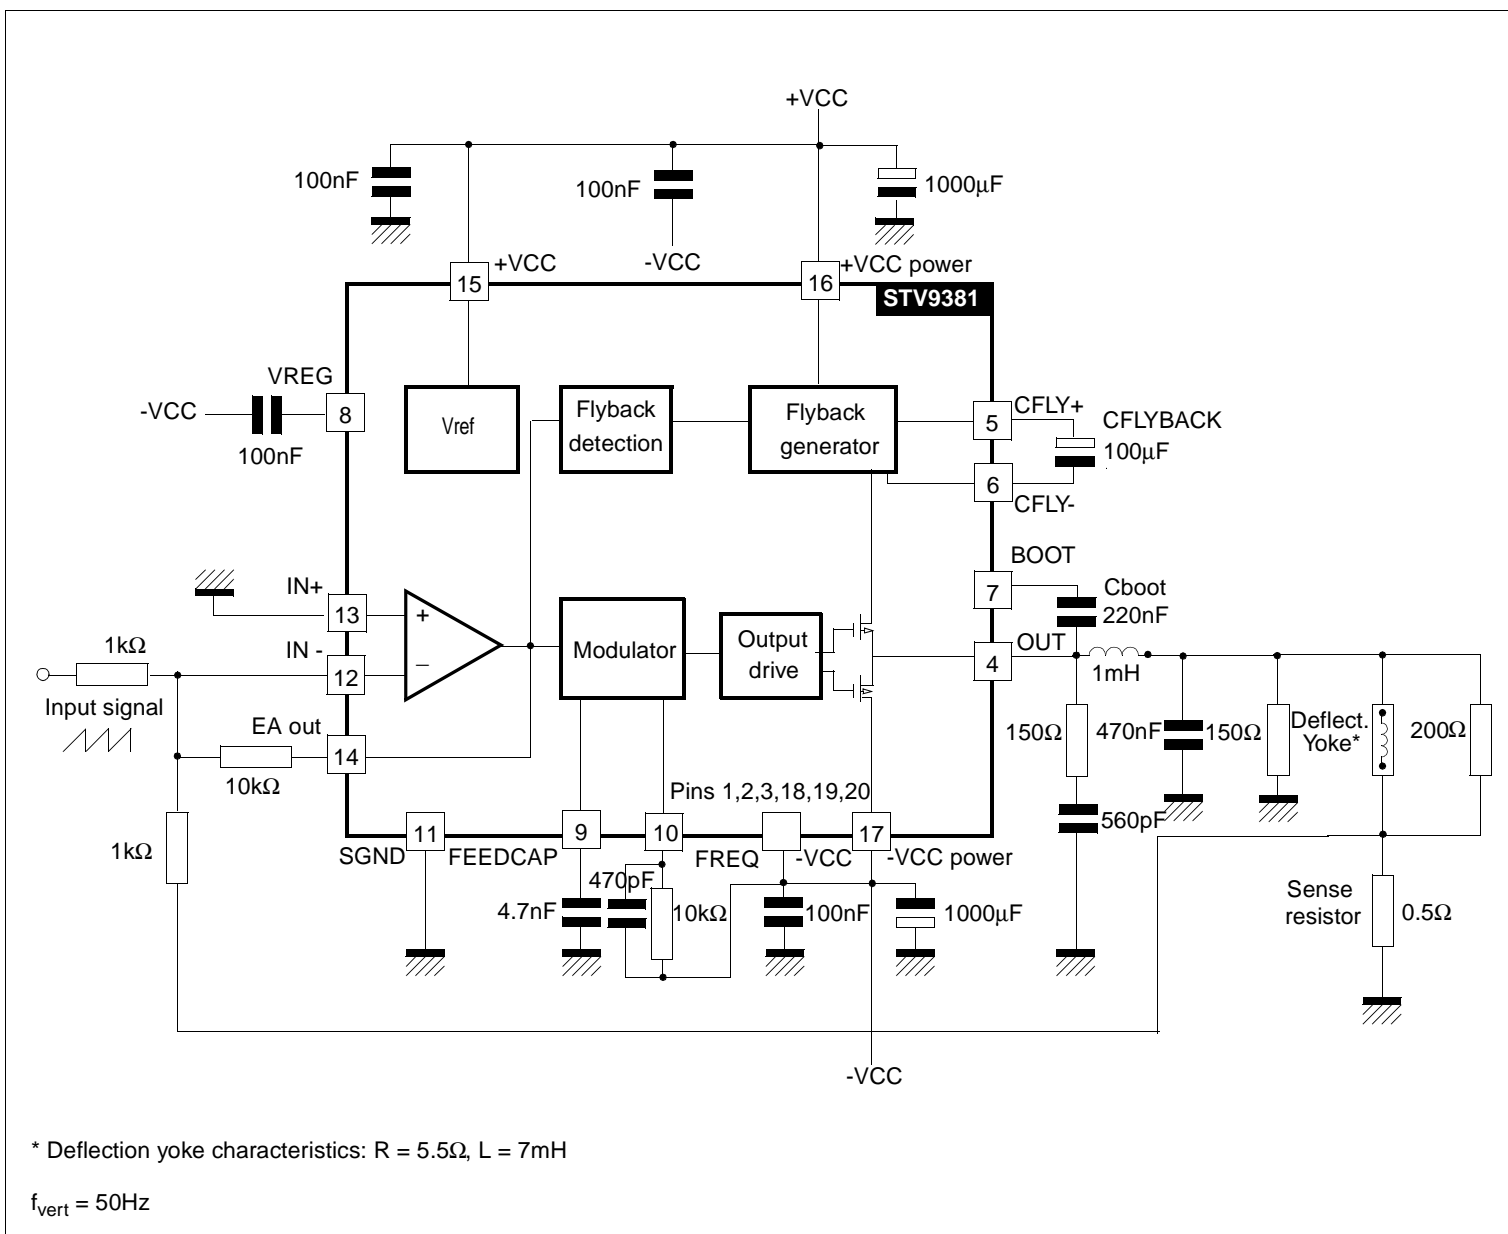 +VCC
100nF
100nF
1000μF
+VCC
-VCC
+VCC power
15
16
STV9381
VREG
-VCC
8
100nF
Vref
Flyback
detection
Flyback
generator
CFLY+
5
CFLYBACK
100μF
6
CFLY-
BOOT
7
Cboot
220nF
IN+
13
+
1kΩ
IN -
12
–
Modulator
Output
drive
OUT
4
1mH
Input signal
EA out
14
10kΩ
150Ω
470nF
150Ω
Deflect.
Yoke*
200Ω
Pins 1,2,3,18,19,20
1kΩ
11
9
10
17
560pF
SGND
FEEDCAP
FREQ
-VCC
-VCC power
470pF
4.7nF
10kΩ
100nF
1000μF
Sense
resistor
0.5Ω
-VCC
* Deflection yoke characteristics: R = 5.5Ω, L = 7mH
fvert = 50Hz